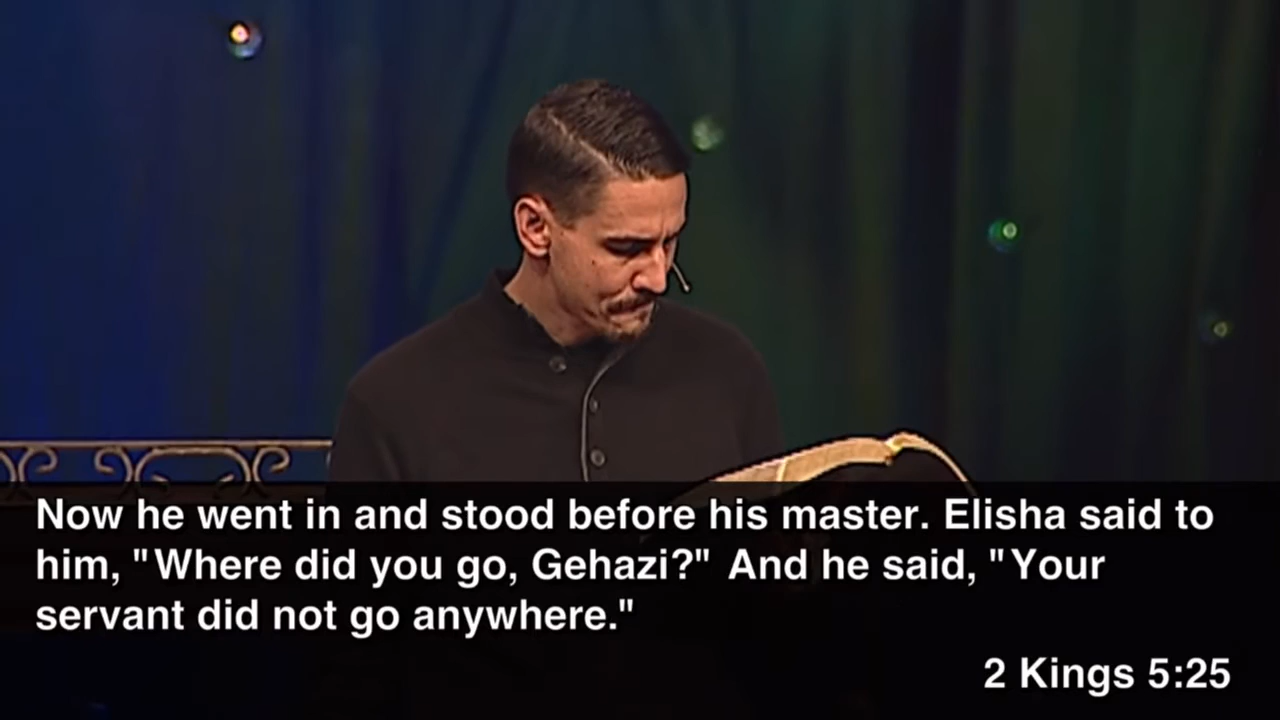 Now he went in and stood before his master. Elisha said to
him, "Where did you go, Gehazi?" And he said, "Your
servant did not go anywhere."
2 Kings 5:25